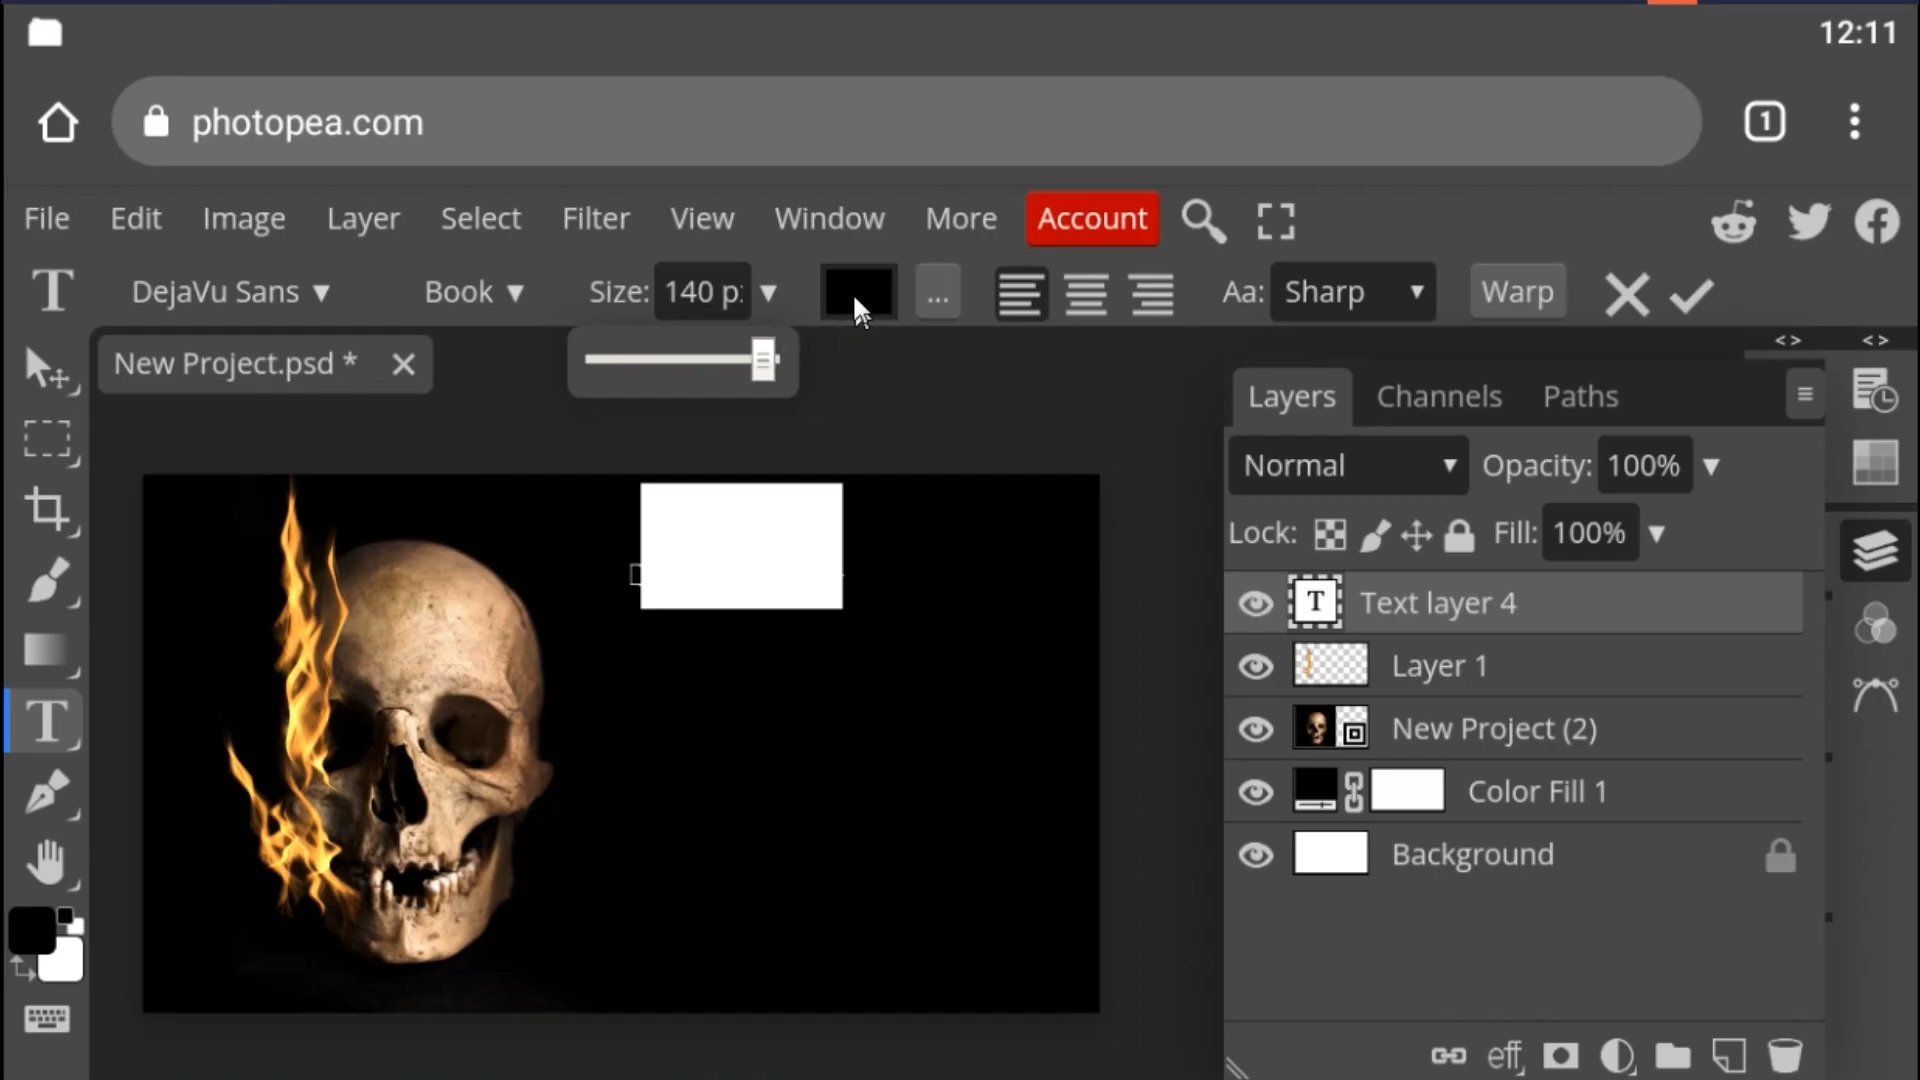 12:11
photopea.com
1
File Edit Image Layer Select Filter View Window More Account
T DejaVu Sans Book Size: 140 p ... Aa: Sharp Warp
New Project.psd *
Layers Channels Paths
Normal Opacity: 100%
Lock: Fill: 100%
T Text layer 4
Layer 1
New Project (2)
Color Fill 1
Background
T
eff